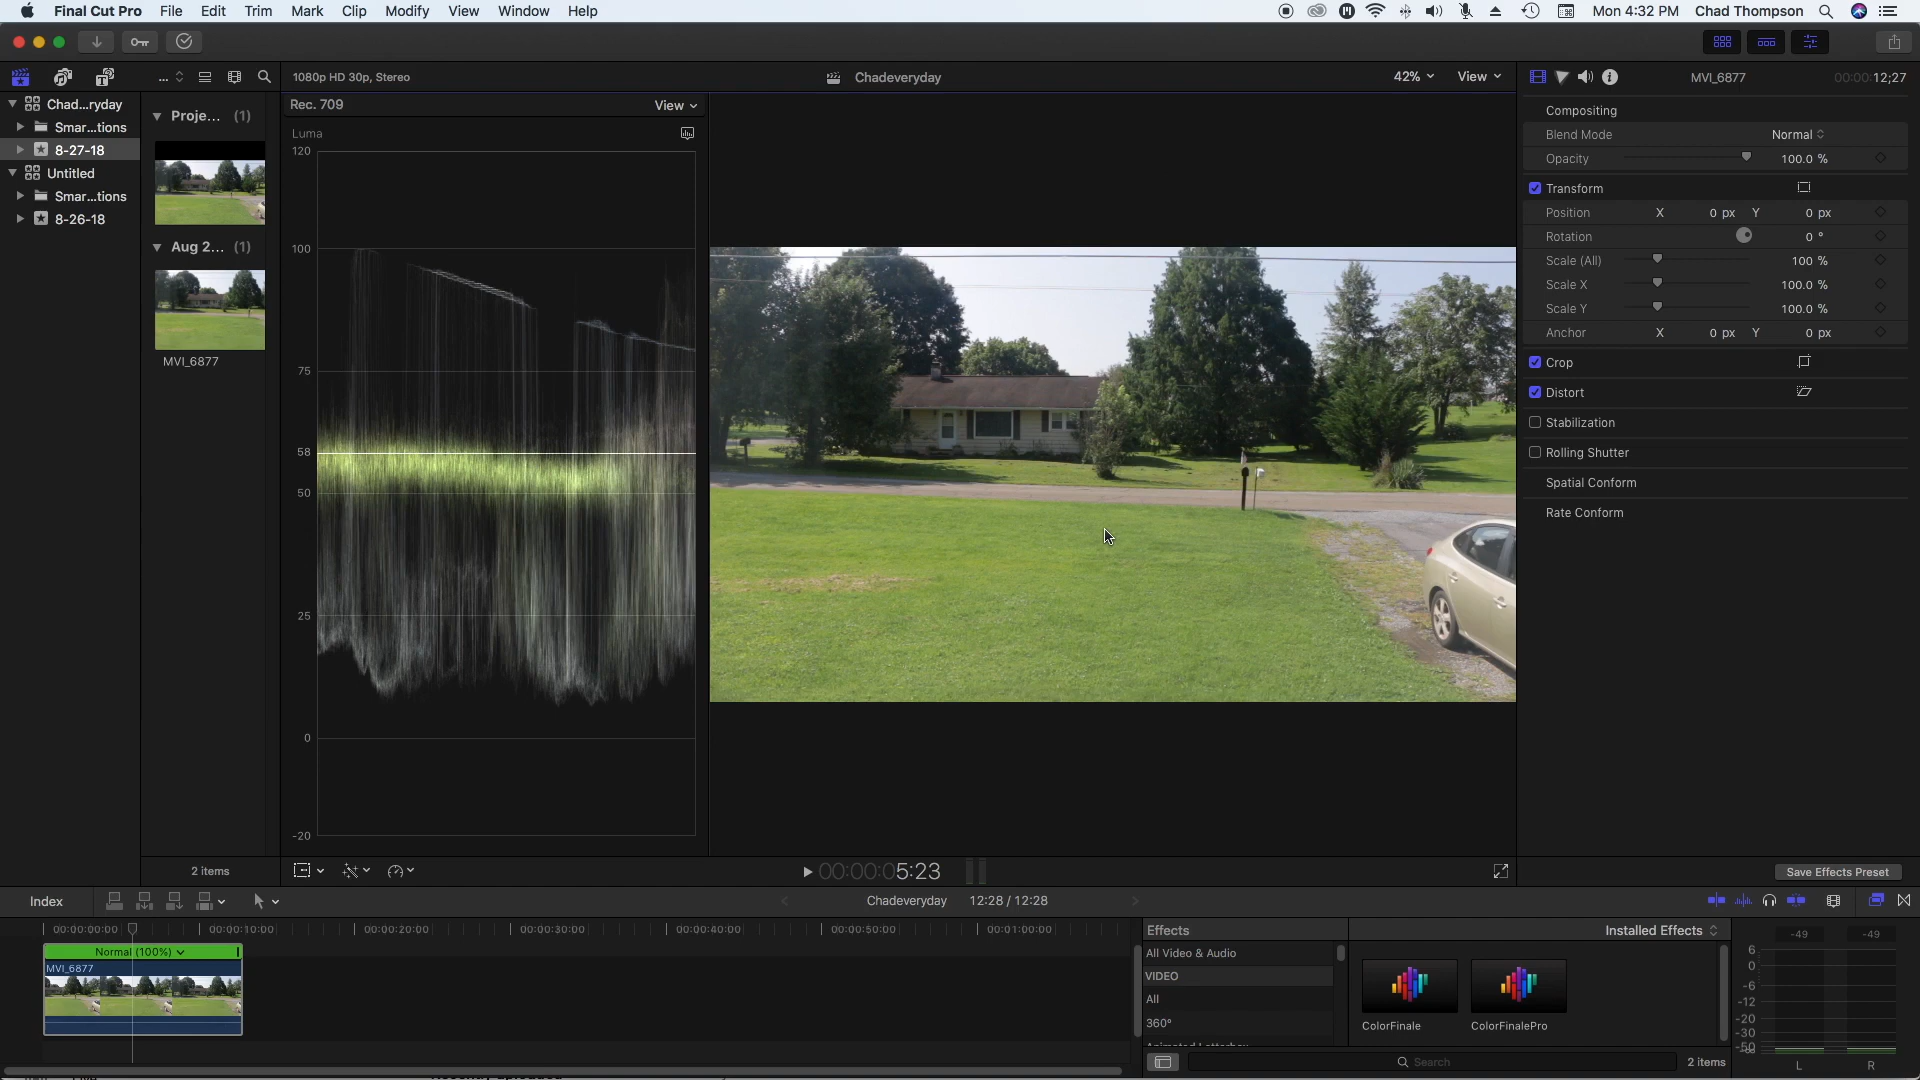 Final Cut Pro File Edit Trim Mark Clip Modify View Window Help Mon 4:32 PM Chad Thompson
... 1080p HD 30p, Stereo Chadeveryday 42% View MVI_6877 00:00:12;27
Chad...ryday
Smar...tions
8-27-18
Untitled
Smar...tions
8-26-18
Proje... (1)
Aug 2... (1)
MVI_6877
2 items
Rec. 709 View
Luma
120
100
75
58
50
25
0
-20
Compositing
Blend Mode Normal
Opacity 100.0 %
Transform
Position X 0 px Y 0 px
Rotation 0 °
Scale (All) 100 %
Scale X 100.0 %
Scale Y 100.0 %
Anchor X 0 px Y 0 px
Crop
Distort
Stabilization
Rolling Shutter
Spatial Conform
Rate Conform
00:00:05:23
Save Effects Preset
Index Chadeveryday 12:28 / 12:28
00:00:00:00 00:00:10:00 00:00:20:00 00:00:30:00 00:00:40:00 00:00:50:00 00:01:00:00
Normal (100%)
MVI_6877
Effects Installed Effects
All Video & Audio
VIDEO
All
360°
ColorFinale ColorFinalePro
Search 2 items
-49 -49
6
0
-6
-12
-20
-30
-50
L R